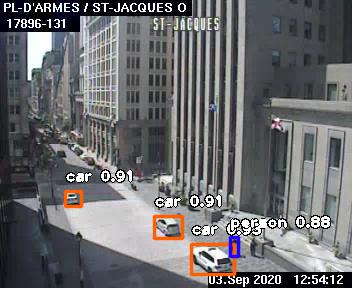 PL-D'ARMES / ST-JACQUES O
17896-131
ST-JACQUES
car 0.91
car 0.91
person 0.88
car 0.95
03.Sep 2020 12:54:12